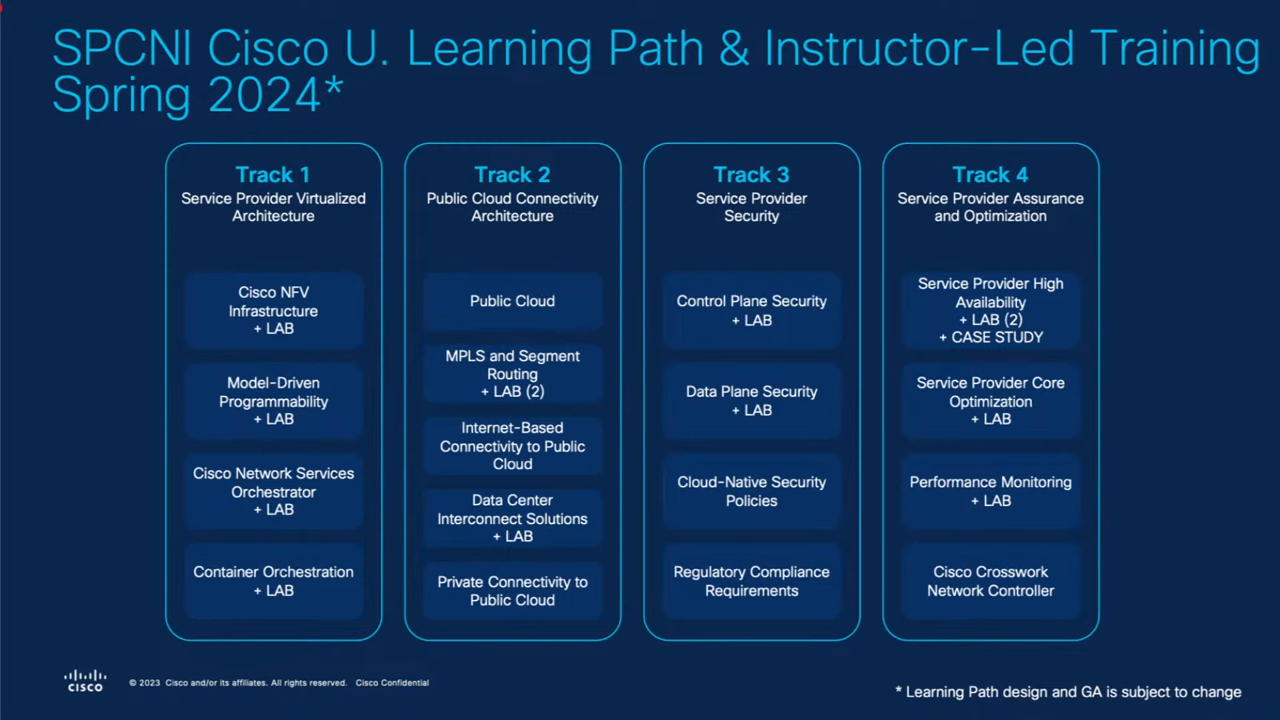 SPCNI Cisco U. Learning Path & Instructor-Led Training
Spring 2024*
Track 1
Service Provider Virtualized
Architecture
Cisco NFV
Infrastructure
+ LAB
Model-Driven
Programmability
+ LAB
Cisco Network Services
Orchestrator
+ LAB
Container Orchestration
+ LAB
Track 2
Public Cloud Connectivity
Architecture
Public Cloud
MPLS and Segment
Routing
+ LAB (2)
Internet-Based
Connectivity to Public
Cloud
Data Center
Interconnect Solutions
+ LAB
Private Connectivity to
Public Cloud
Track 3
Service Provider
Security
Control Plane Security
+ LAB
Data Plane Security
+ LAB
Cloud-Native Security
Policies
Regulatory Compliance
Requirements
Track 4
Service Provider Assurance
and Optimization
Service Provider High
Availability
+ LAB (2)
+ CASE STUDY
Service Provider Core
Optimization
+ LAB
Performance Monitoring
+ LAB
Cisco Crosswork
Network Controller
CISCO
© 2023 Cisco and/or its affiliates. All rights reserved. Cisco Confidential
* Learning Path design and GA is subject to change